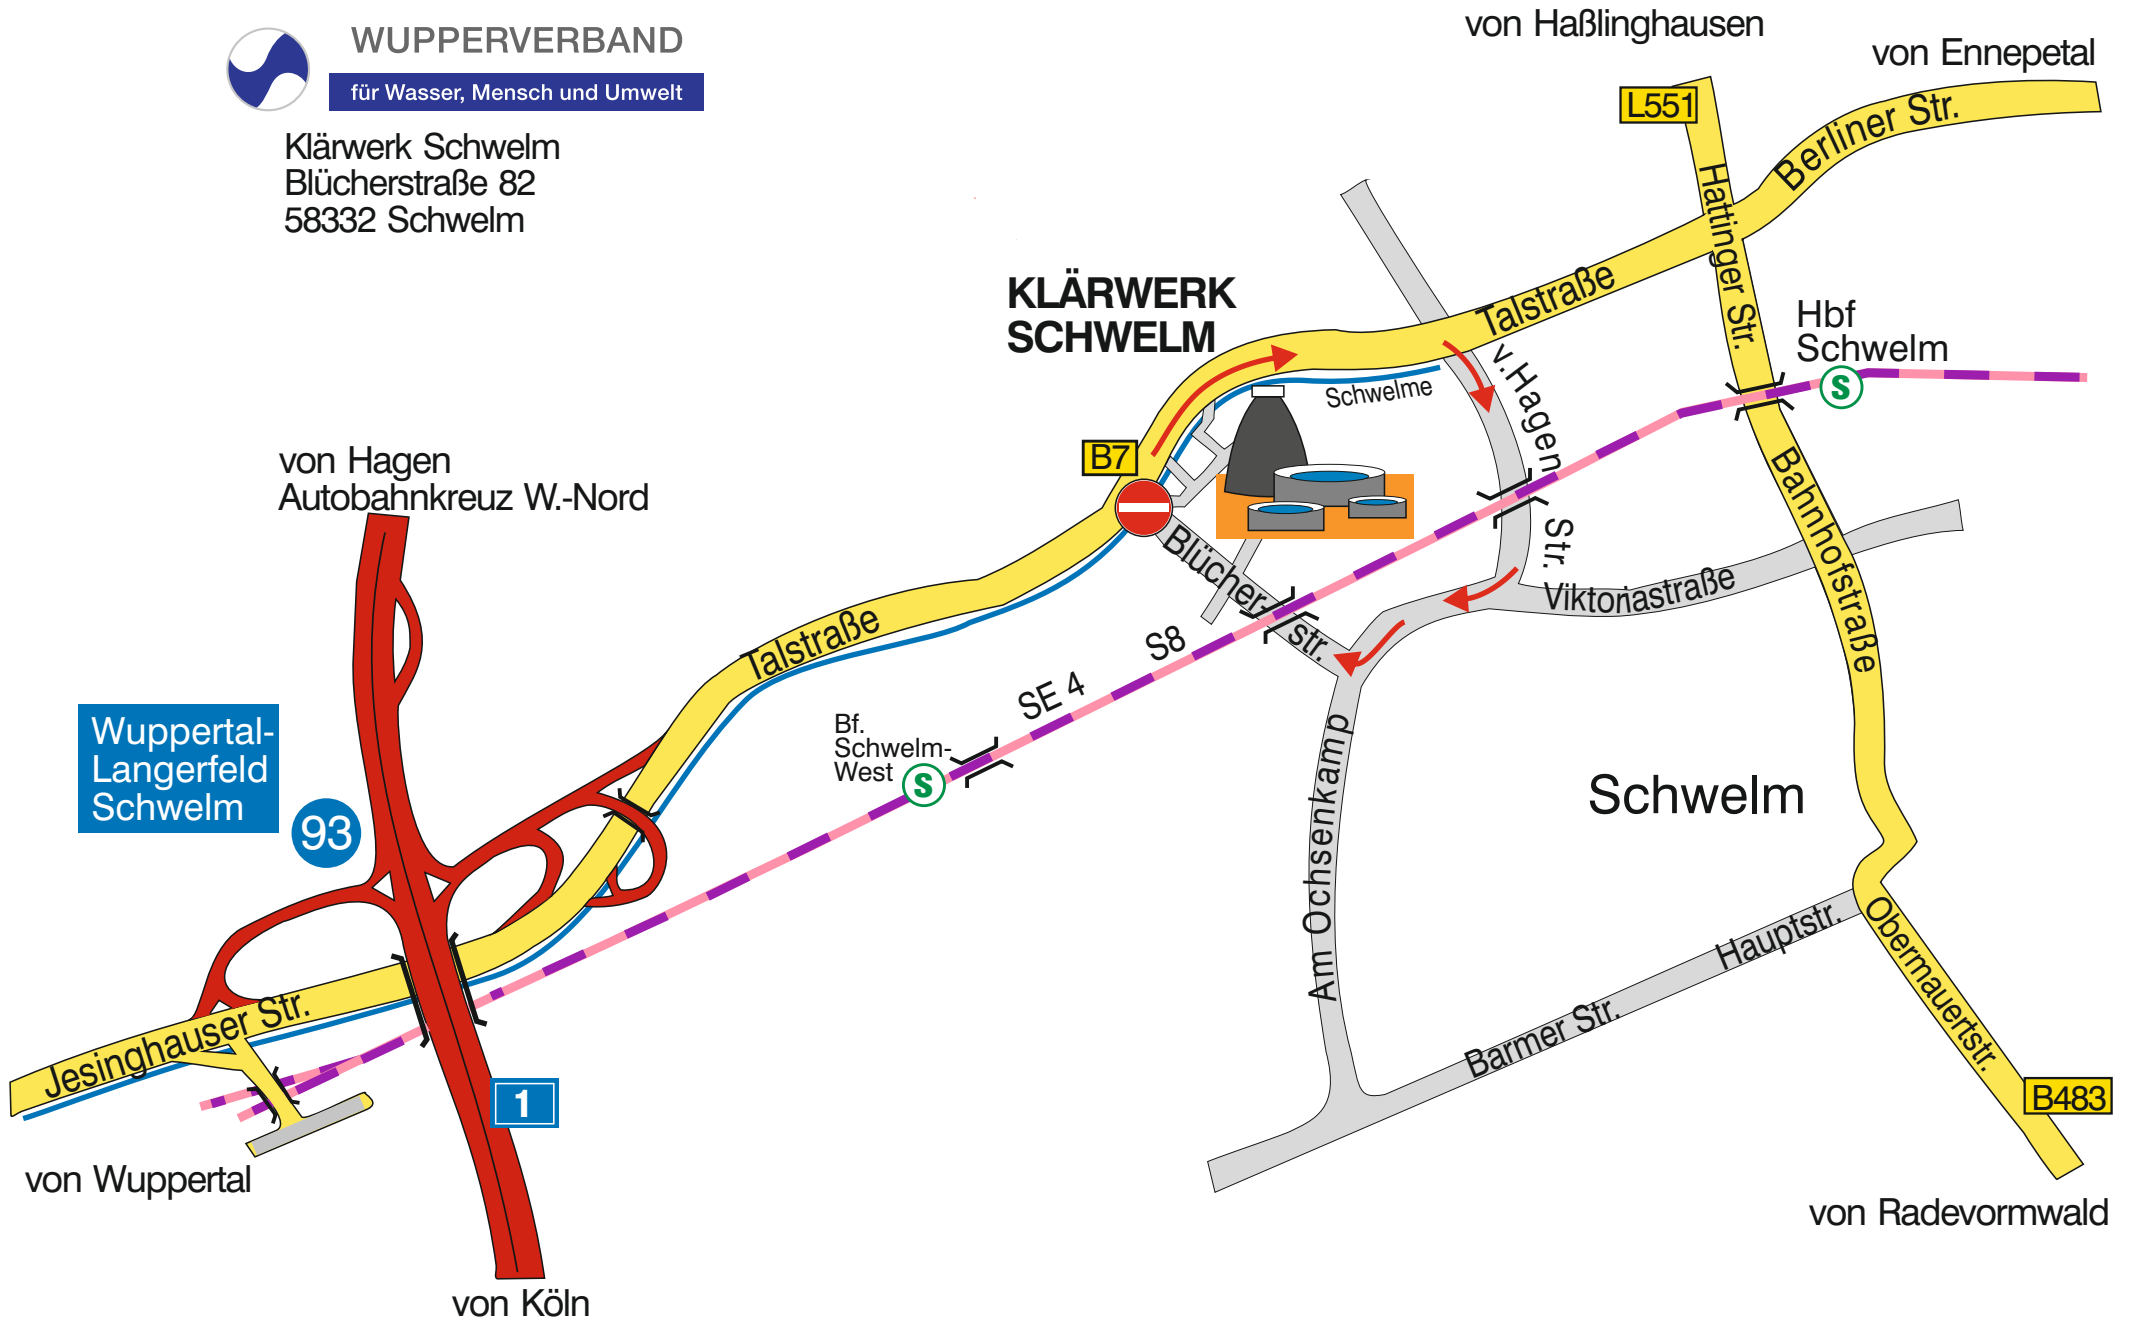 WUPPERVERBAND
für Wasser, Mensch und Umwelt
Klärwerk Schwelm
Blücherstraße 82
58332 Schwelm
von Haßlinghausen
von Ennepetal
L551
Berliner Str.
Hattinger Str.
Talstraße
KLÄRWERK
SCHWELM
Hbf
Schwelm
S
v.Hagen
Str.
Schwelme
B7
von Hagen
Autobahnkreuz W.-Nord
Bahnhofstraße
Blücher-
str.
Viktoriastraße
Talstraße
S8
SE 4
Bf.
Schwelm-
West
S
Wuppertal-
Langerfeld
Schwelm
93
Am Ochsenkamp
Schwelm
Hauptstr.
Obermauertstr.
Barmer Str.
Jesinghauser Str.
1
B483
von Wuppertal
von Radevormwald
von Köln